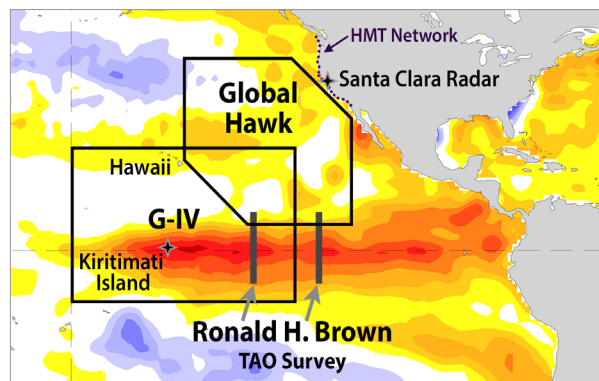 HMT Network
Santa Clara Radar
Global
Hawk
Hawaii
G-IV
Kiritimati
Island
Ronald H. Brown
TAO Survey